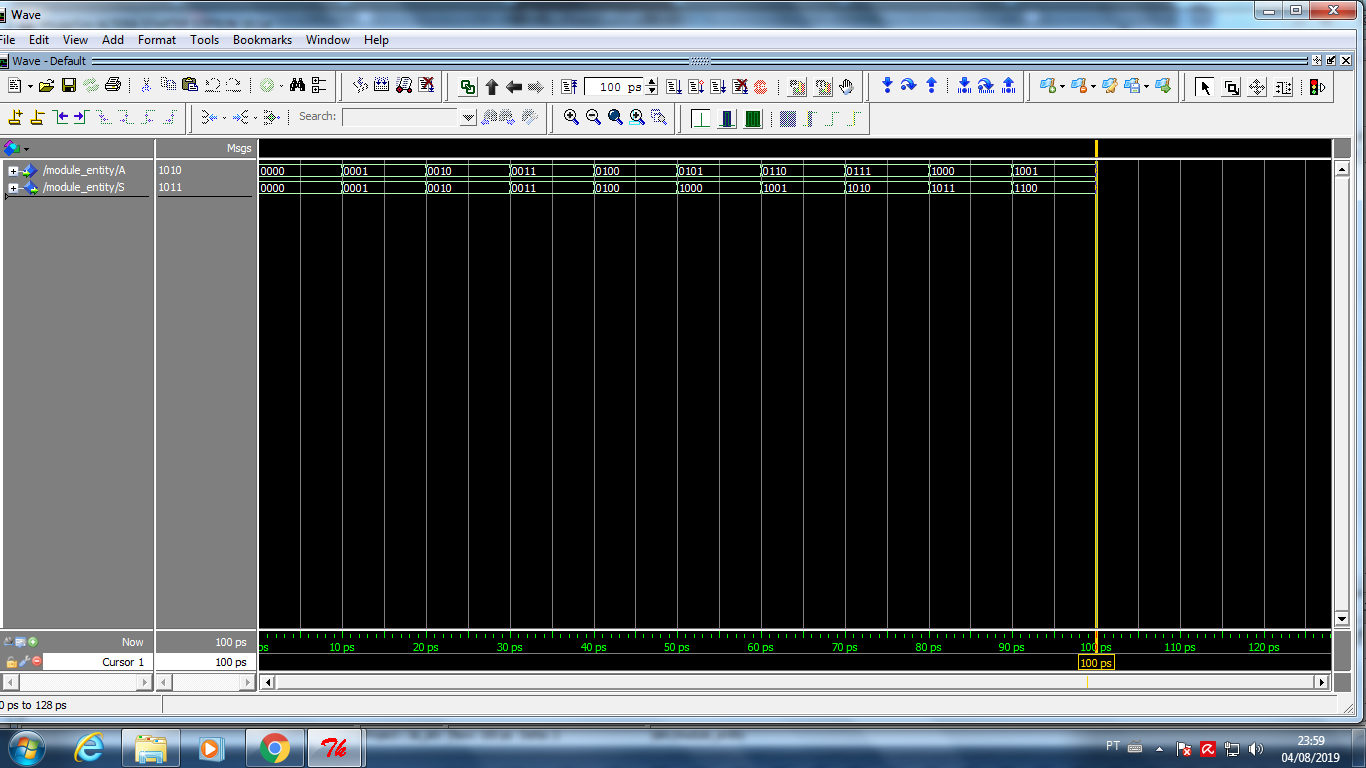 Wave
File Edit View Add Format Tools Bookmarks Window Help
Wave - Default
100 ps
Search:
Msgs
/module_entity/A 1010 0000 0001 0010 0011 0100 0101 0110 0111 1000 1001
/module_entity/S 1011 0000 0001 0010 0011 0100 1000 1001 1010 1011 1100
Now 100 ps ps 10 ps 20 ps 30 ps 40 ps 50 ps 60 ps 70 ps 80 ps 90 ps 100 ps 110 ps 120 ps
Cursor 1 100 ps 100 ps
0 ps to 128 ps
PT 23:59
04/08/2019